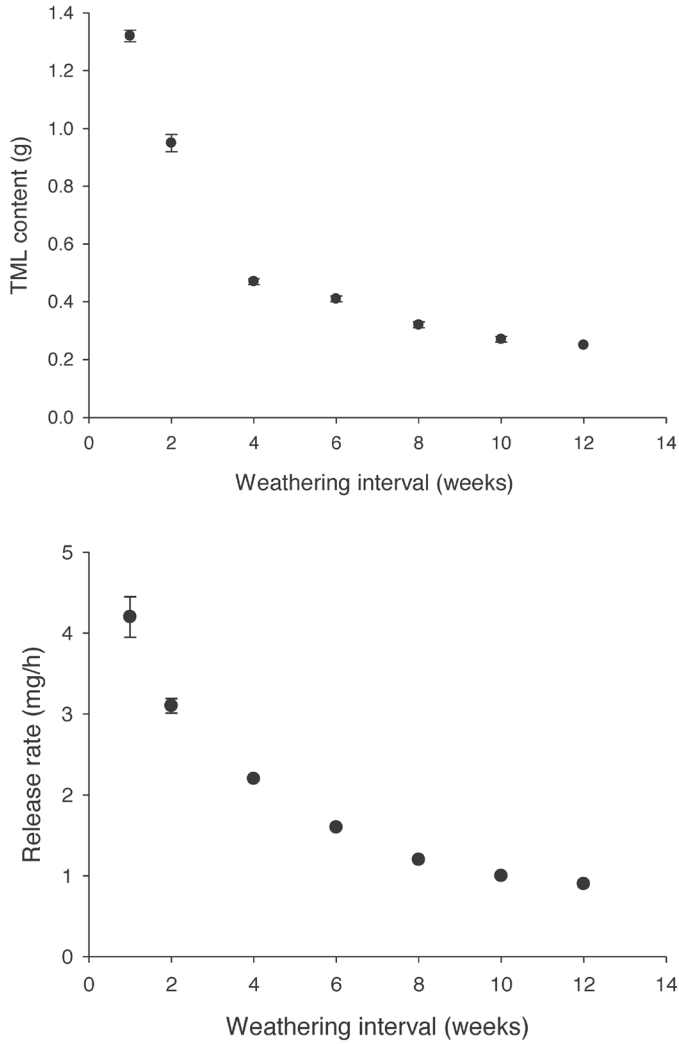 1.4
1.2
1.0
0.8
0.6
0.4
0.2
0.0
TML content (g)
0 2 4 6 8 10 12 14
Weathering interval (weeks)
5
4
3
2
1
0
Release rate (mg/h)
0 2 4 6 8 10 12 14
Weathering interval (weeks)